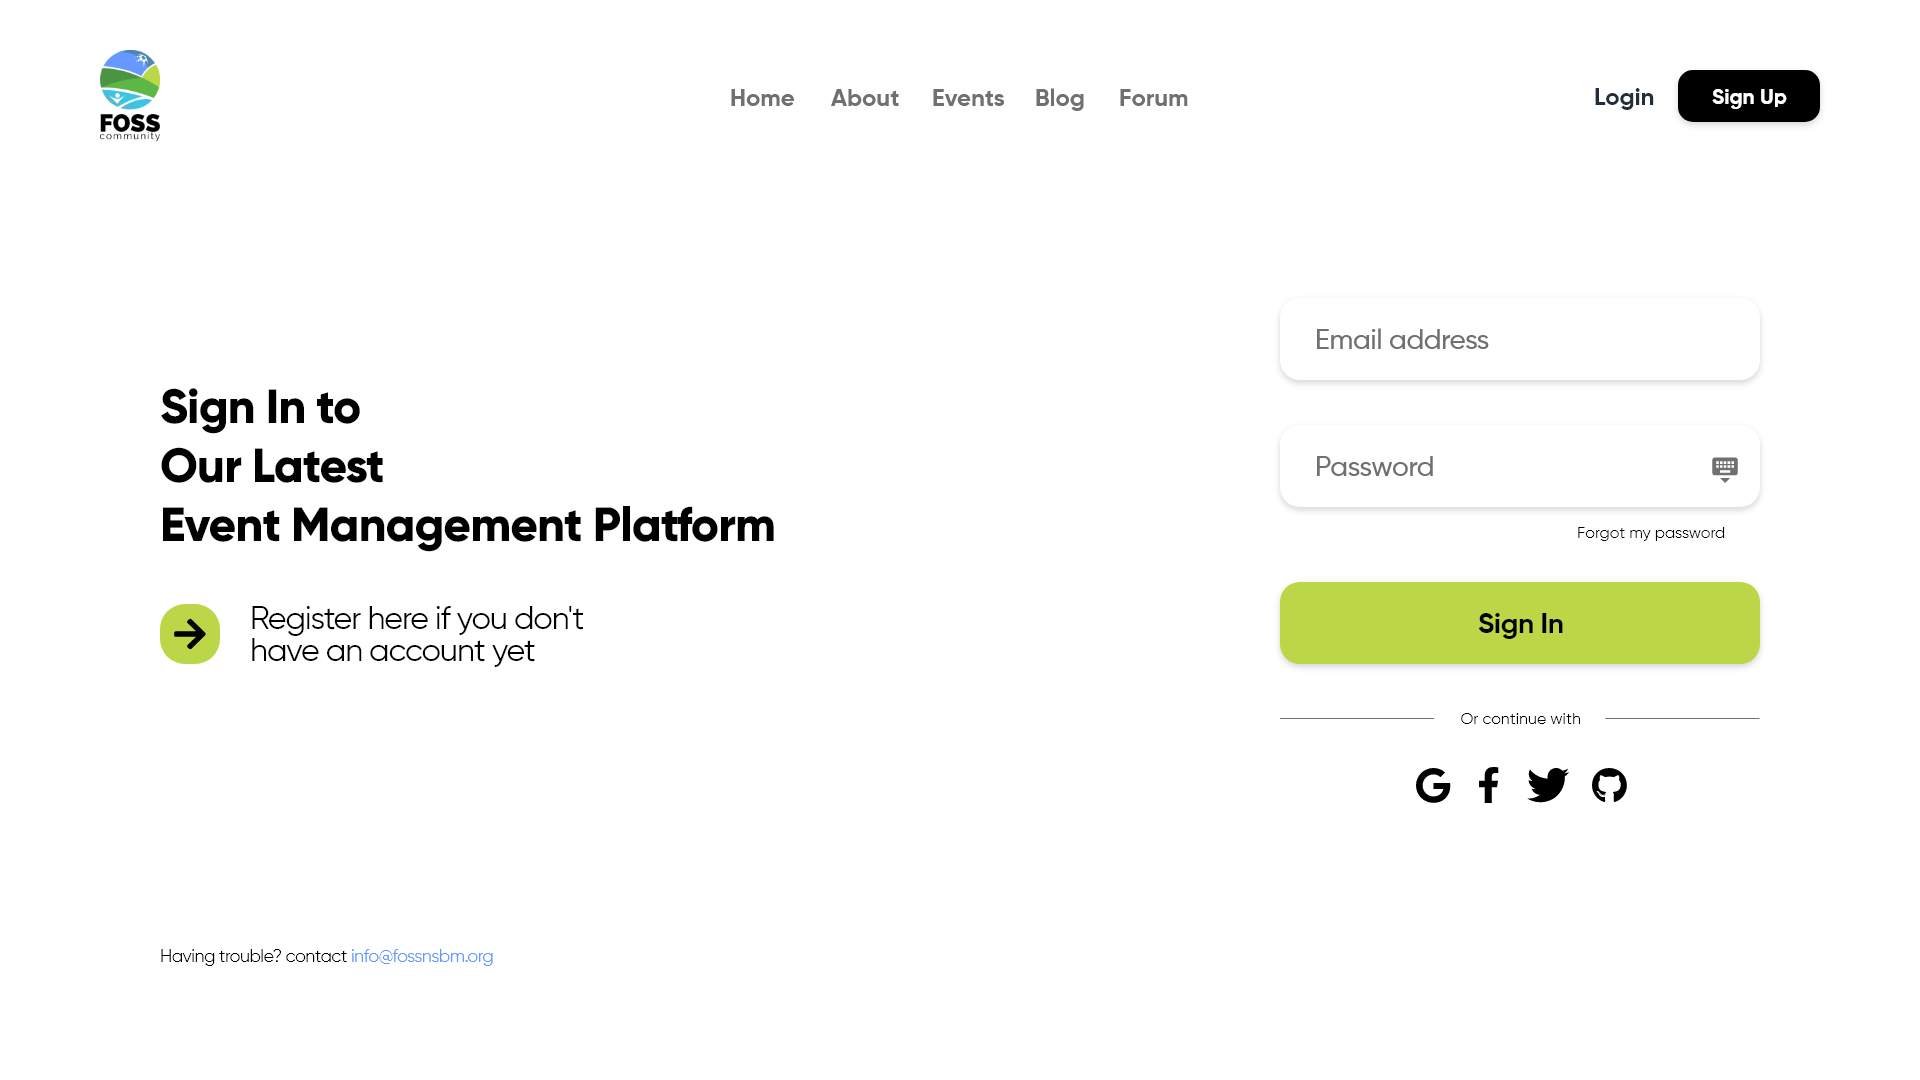 FOSS
community
Home About Events Blog Forum
Login Sign Up
Sign In to
Our Latest
Event Management Platform
Register here if you don't
have an account yet
Email address
Password
Forgot my password
Sign In
Or continue with
Having trouble? contact info@fossnsbm.org